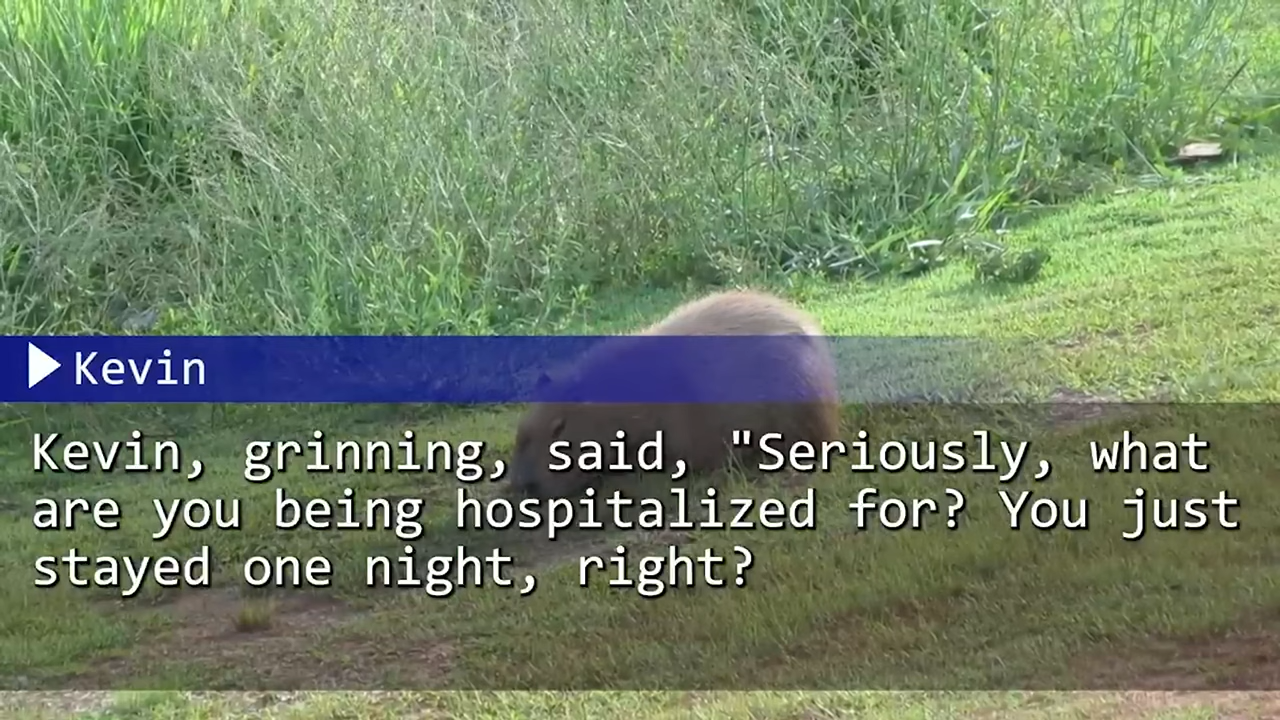 Kevin
Kevin, grinning, said, "Seriously, what
are you being hospitalized for? You just
stayed one night, right?